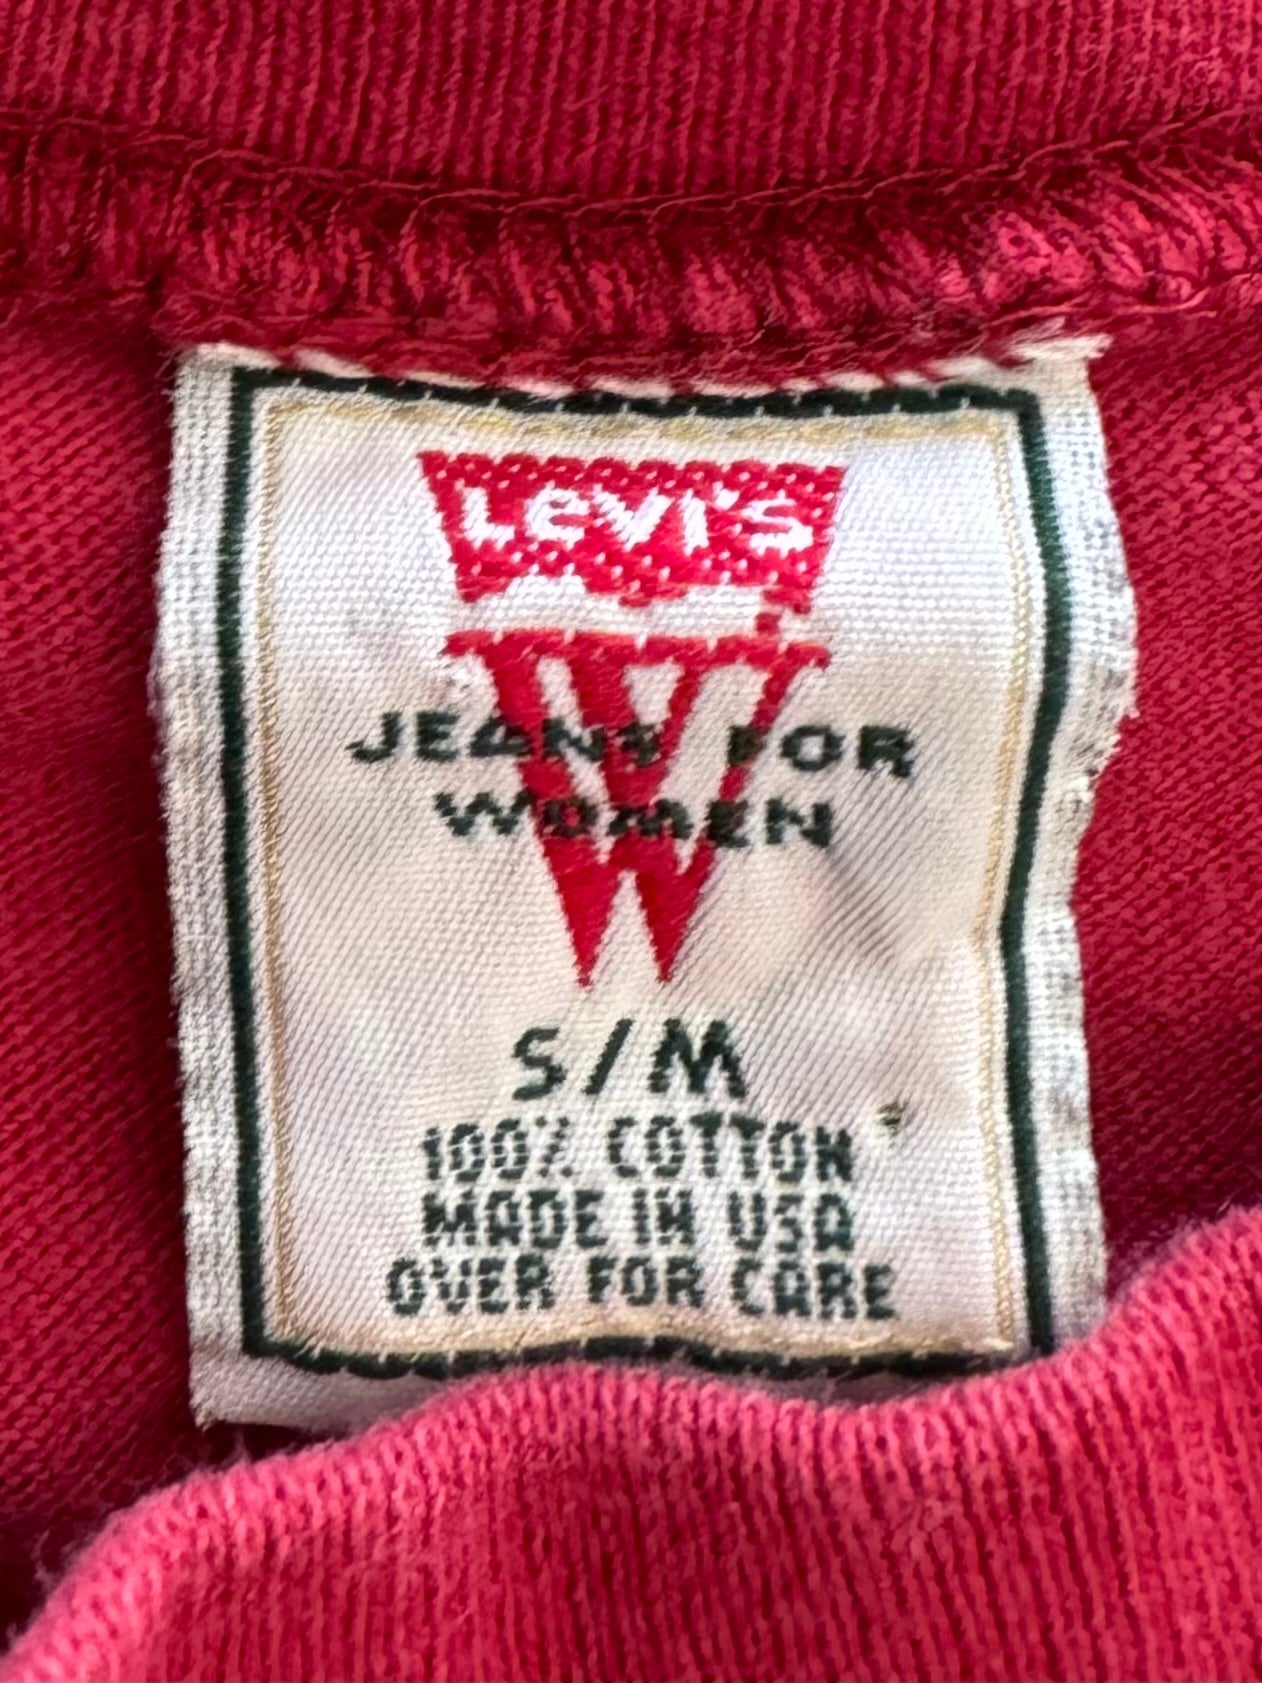 Levi's
W
JEANS FOR
WOMEN
S/M
100% COTTON
MADE IN USA
OVER FOR CARE